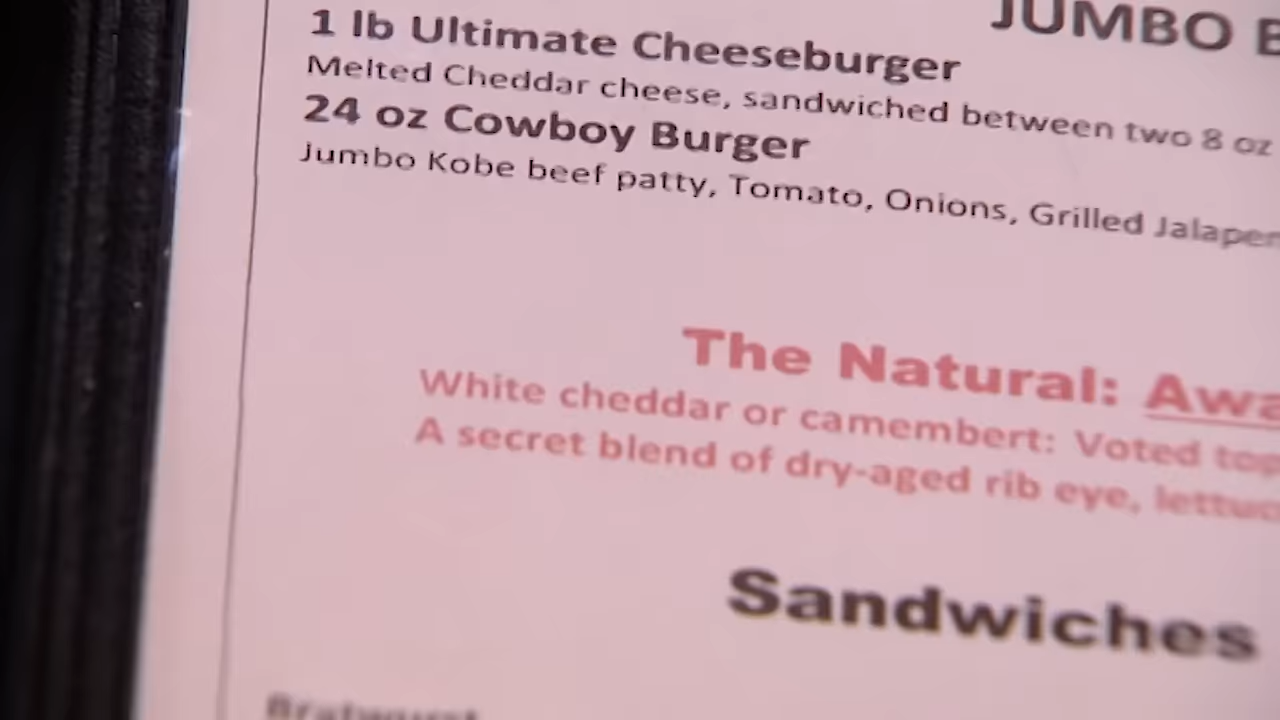 JUMBO
1 lb Ultimate Cheeseburger
Melted Cheddar cheese, sandwiched between two 8 oz
24 oz Cowboy Burger
Jumbo Kobe beef patty, Tomato, Onions, Grilled
The Natural:
White cheddar or camembert: Voted top
A secret blend of dry-aged rib eye,
Sandwiches
Bratwurst